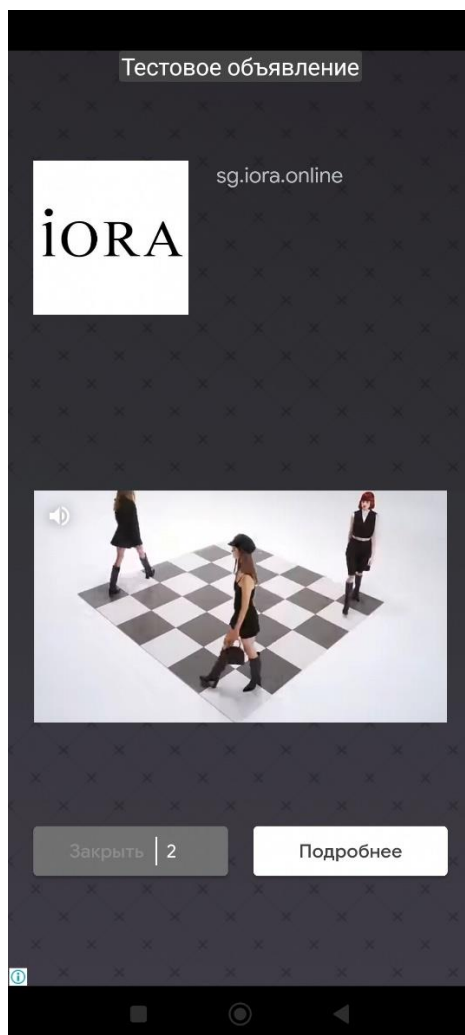 Тестовое объявление
sg.iora.online
iORA
Закрыть | 2
Подробнее